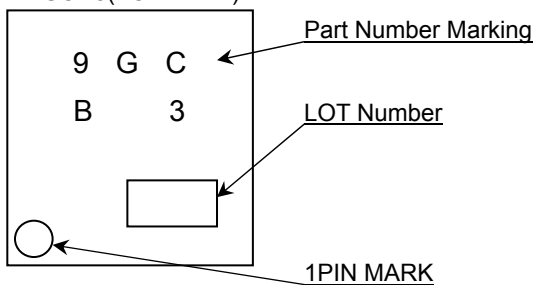 9 G C
Part Number Marking
B 3
LOT Number
1PIN MARK